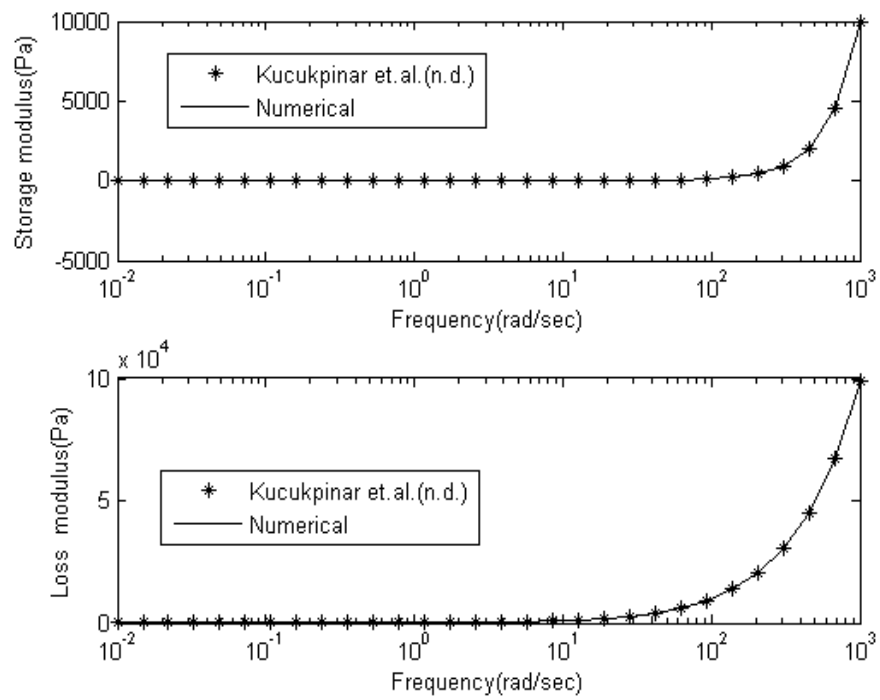 10000
5000
0
-5000
Storage modulus(Pa)
Kucukpinar et.al.(n.d.)
Numerical
10^-2 10^-1 10^0 10^1 10^2 10^3
Frequency(rad/sec)
x 10^4
10
5
0
Loss modulus(Pa)
Kucukpinar et.al.(n.d.)
Numerical
10^-2 10^-1 10^0 10^1 10^2 10^3
Frequency(rad/sec)